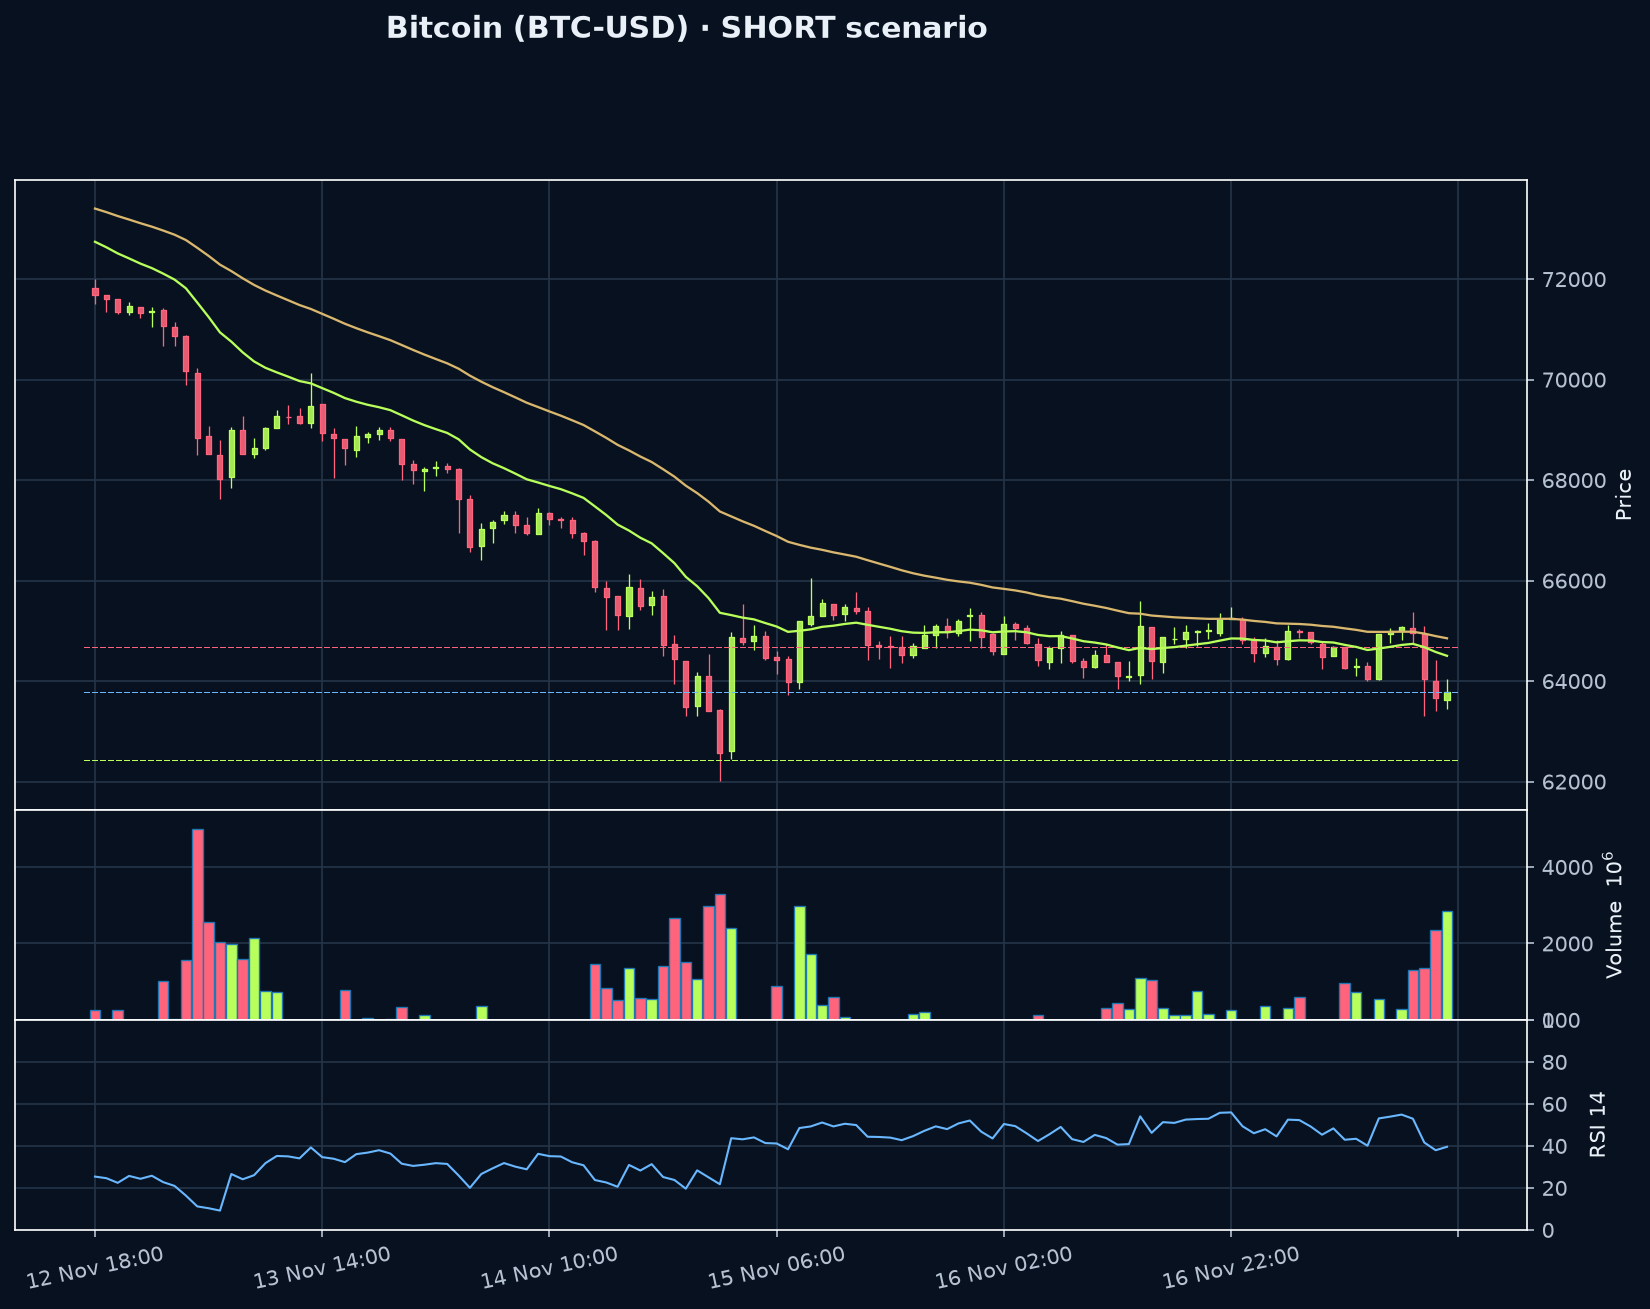 Bitcoin (BTC-USD) · SHORT scenario
72000
70000
68000
66000
64000
62000
Price
4000
2000
0
Volume 10⁶
100
80
60
40
20
0
RSI 14
12 Nov 18:00
13 Nov 14:00
14 Nov 10:00
15 Nov 06:00
16 Nov 02:00
16 Nov 22:00